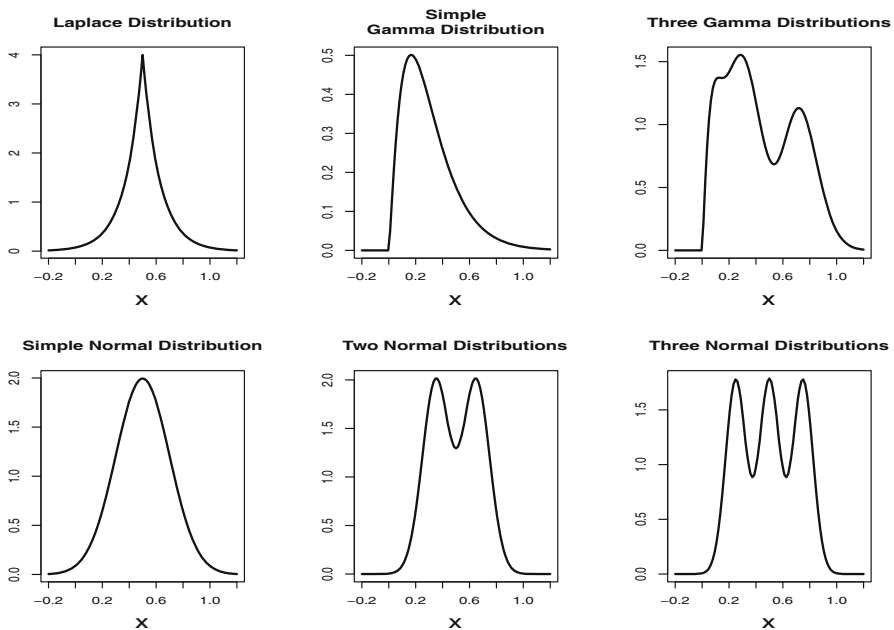 Laplace Distribution
Simple
Gamma Distribution
Three Gamma Distributions
4
3
2
1
0
−0.2 0.2 0.6 1.0
X
0.5
0.4
0.3
0.2
0.1
0.0
−0.2 0.2 0.6 1.0
X
1.5
1.0
0.5
0.0
−0.2 0.2 0.6 1.0
X
Simple Normal Distribution
Two Normal Distributions
Three Normal Distributions
2.0
1.5
1.0
0.5
0.0
−0.2 0.2 0.6 1.0
X
2.0
1.5
1.0
0.5
0.0
−0.2 0.2 0.6 1.0
X
1.5
1.0
0.5
0.0
−0.2 0.2 0.6 1.0
X